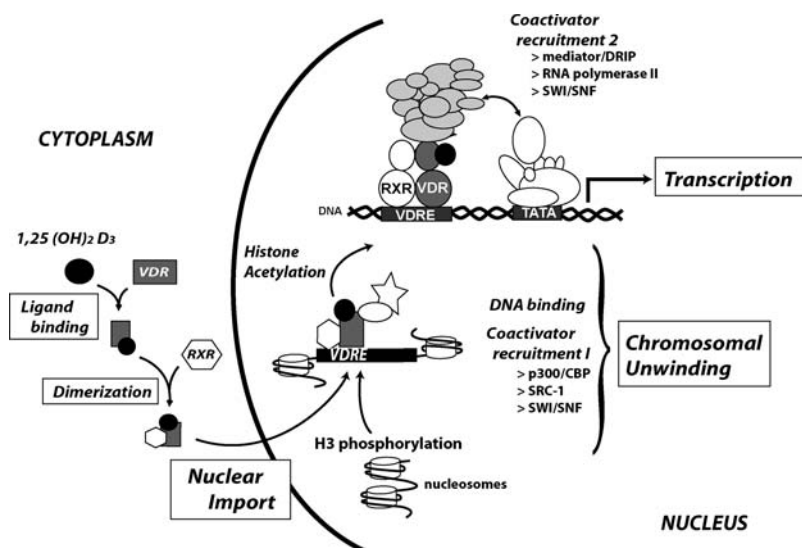 Coactivator
recruitment 2
> mediator/DRIP
> RNA polymerase II
> SWI/SNF
CYTOPLASM
RXR
VDR
Transcription
DNA
VDRE
TATA
1,25 (OH)₂ D₃
VDR
Histone
Acetylation
Ligand
binding
DNA binding
Coactivator
recruitment I
> p300/CBP
> SRC-1
> SWI/SNF
Chromosomal
Unwinding
RXR
VDRE
Dimerization
H3 phosphorylation
Nuclear
Import
nucleosomes
NUCLEUS